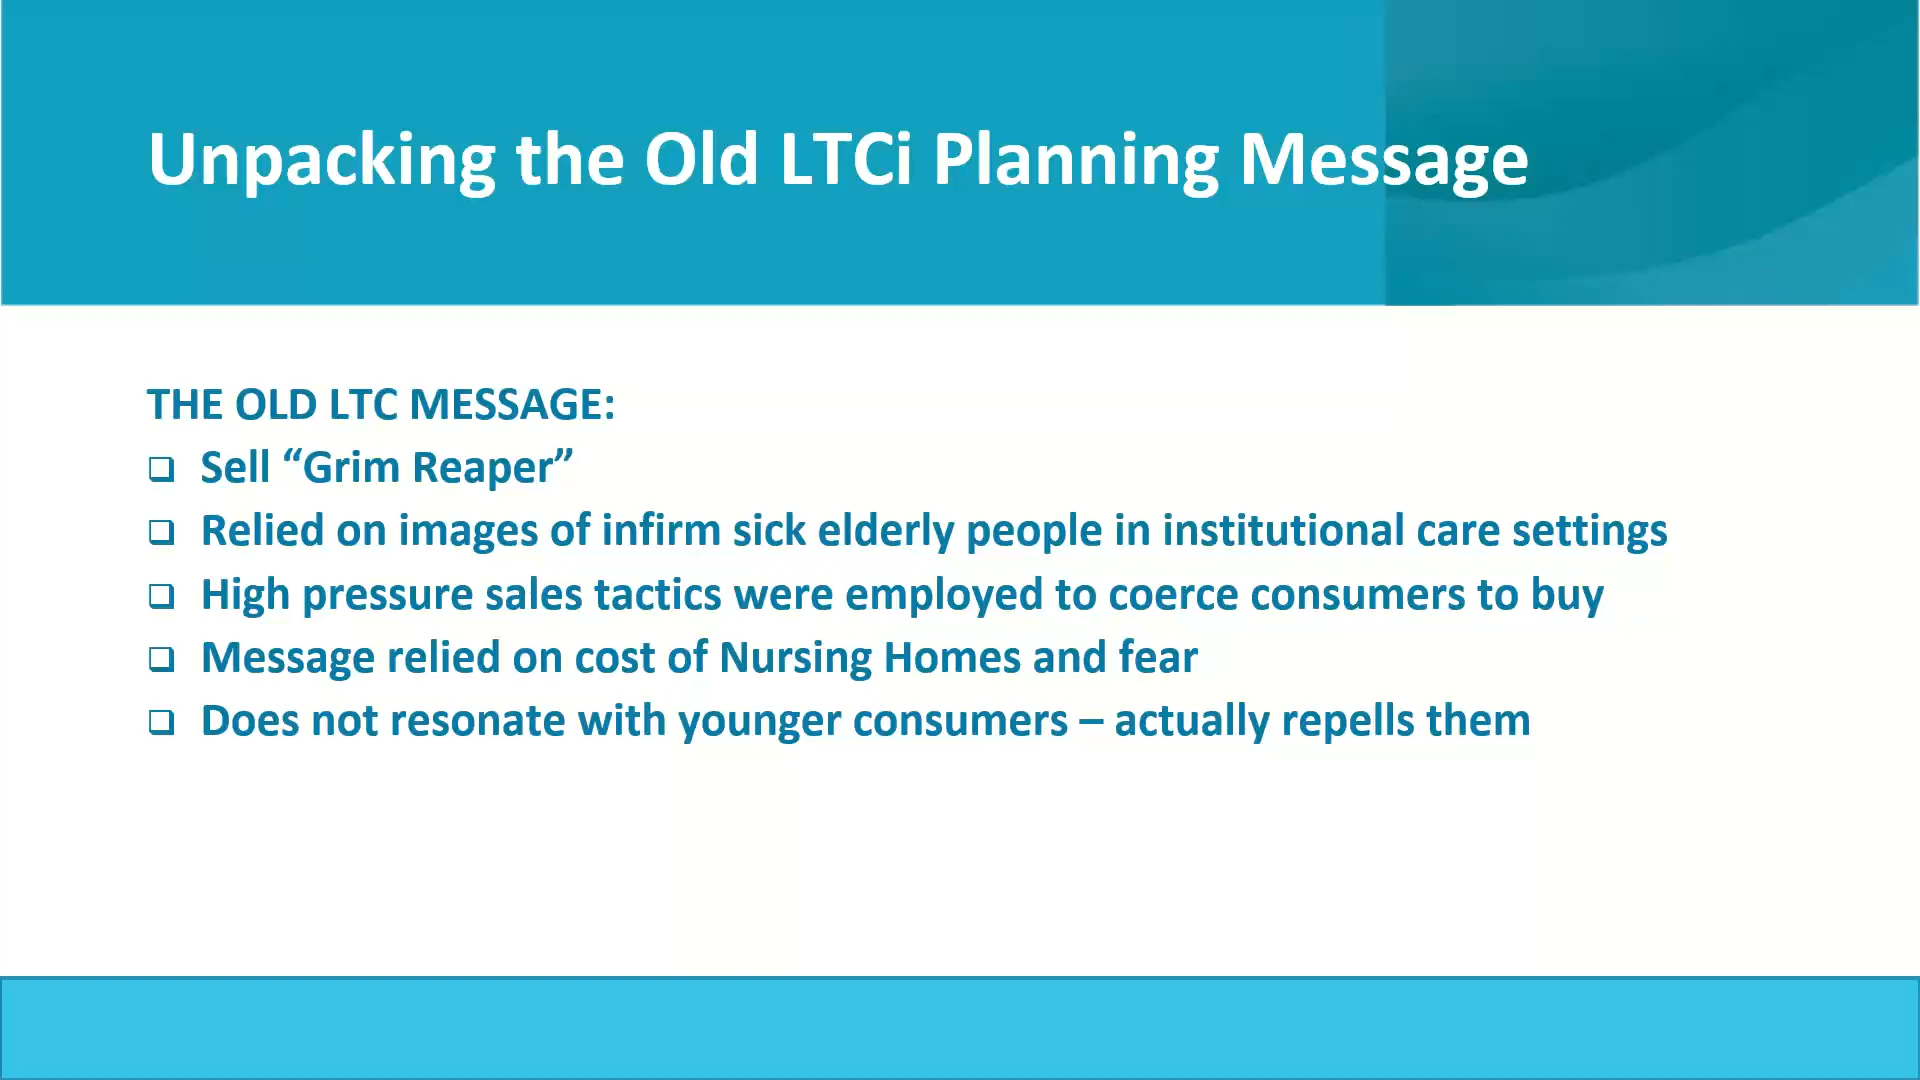 Unpacking the Old LTCi Planning Message
THE OLD LTC MESSAGE:
❑ Sell “Grim Reaper”
❑ Relied on images of infirm sick elderly people in institutional care settings
❑ High pressure sales tactics were employed to coerce consumers to buy
❑ Message relied on cost of Nursing Homes and fear
❑ Does not resonate with younger consumers – actually repells them